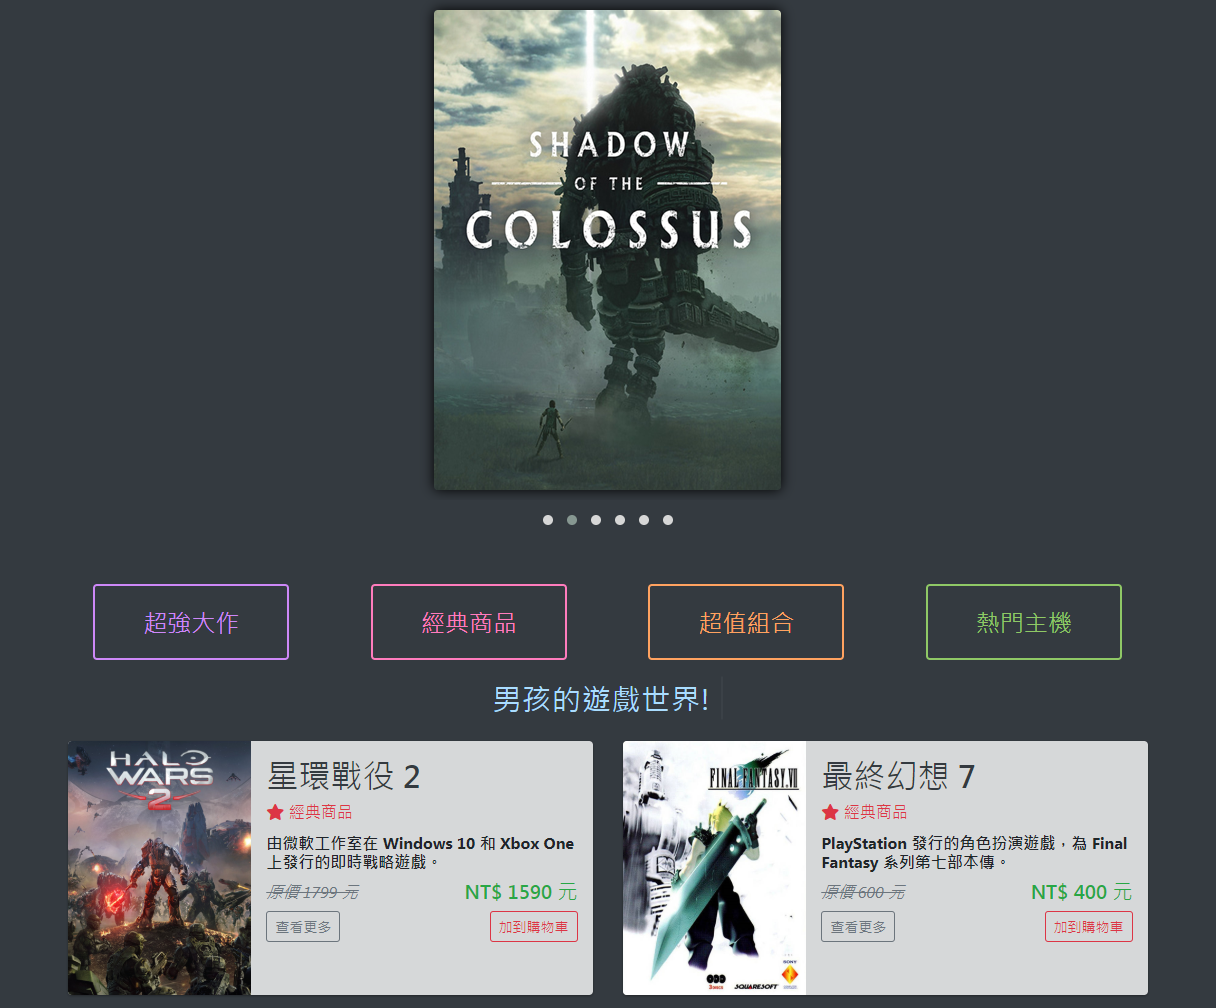 SHADOW
OF THE
COLOSSUS
超強大作
經典商品
超值組合
熱門主機
男孩的遊戲世界!
HALO
WARS
2
星環戰役 2
經典商品
由微軟工作室在 Windows 10 和 Xbox One
上發行的即時戰略遊戲。
原價 1799 元
NT$ 1590 元
查看更多
加到購物車
FINAL FANTASY.VII
SQUARESOFT
SONY
最終幻想 7
經典商品
PlayStation 發行的角色扮演遊戲，為 Final
Fantasy 系列第七部本傳。
原價 600 元
NT$ 400 元
查看更多
加到購物車